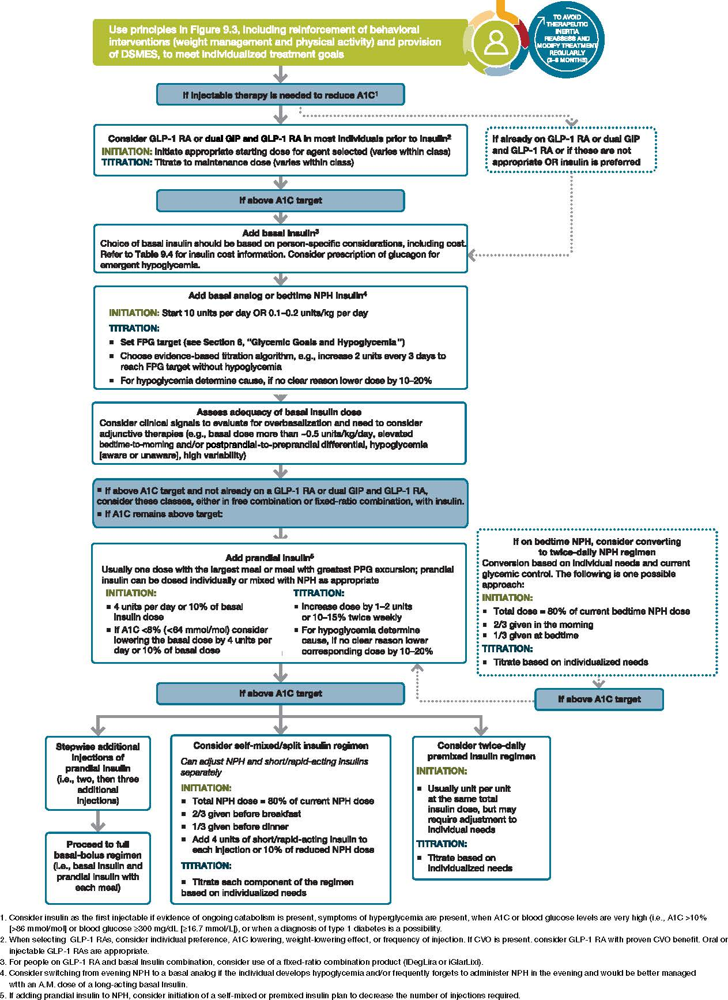 Use principles in Figure 9.3, including reinforcement of behavioral
interventions (weight management and physical activity) and provision
of DSMES, to meet individualized treatment goals
TO AVOID
THERAPEUTIC
INERTIA
REASSESS AND
MODIFY TREATMENT
REGULARLY
(3–6 MONTHS)
If injectable therapy is needed to reduce A1C¹
Consider GLP-1 RA or dual GIP and GLP-1 RA in most individuals prior to insulin²
INITIATION: Initiate appropriate starting dose for agent selected (varies within class)
TITRATION: Titrate to maintenance dose (varies within class)
If already on GLP-1 RA or dual GIP
and GLP-1 RA or if these are not
appropriate OR insulin is preferred
If above A1C target
Add basal insulin³
Choice of basal insulin should be based on person-specific considerations, including cost.
Refer to Table 9.4 for insulin cost information. Consider prescription of glucagon for
emergent hypoglycemia.
Add basal analog or bedtime NPH insulin⁴
INITIATION: Start 10 units per day OR 0.1–0.2 units/kg per day
TITRATION:
▪ Set FPG target (see Section 6, "Glycemic Goals and Hypoglycemia")
▪ Choose evidence-based titration algorithm, e.g., increase 2 units every 3 days to
reach FPG target without hypoglycemia
▪ For hypoglycemia determine cause, if no clear reason lower dose by 10–20%
Assess adequacy of basal insulin dose
Consider clinical signals to evaluate for overbasalization and need to consider
adjunctive therapies (e.g., basal dose more than ~0.5 units/kg/day, elevated
bedtime-to-morning and/or postprandial-to-preprandial differential, hypoglycemia
[aware or unaware], high variability)
▪ If above A1C target and not already on a GLP-1 RA or dual GIP and GLP-1 RA,
consider these classes, either in free combination or fixed-ratio combination, with insulin.
▪ If A1C remains above target:
Add prandial insulin⁵
Usually one dose with the largest meal or meal with greatest PPG excursion; prandial
insulin can be dosed individually or mixed with NPH as appropriate
INITIATION:
▪ 4 units per day or 10% of basal
insulin dose
▪ If A1C <8% (<64 mmol/mol) consider
lowering the basal dose by 4 units per
day or 10% of basal dose
TITRATION:
▪ Increase dose by 1–2 units
or 10–15% twice weekly
▪ For hypoglycemia determine
cause, if no clear reason lower
corresponding dose by 10–20%
If on bedtime NPH, consider converting
to twice-daily NPH regimen
Conversion based on individual needs and current
glycemic control. The following is one possible
approach:
INITIATION:
▪ Total dose = 80% of current bedtime NPH dose
▪ 2/3 given in the morning
▪ 1/3 given at bedtime
TITRATION:
▪ Titrate based on individualized needs
If above A1C target
If above A1C target
Stepwise additional
injections of
prandial insulin
(i.e., two, then three
additional
injections)
Proceed to full
basal-bolus regimen
(i.e., basal insulin and
prandial insulin with
each meal)
Consider self-mixed/split insulin regimen
Can adjust NPH and short/rapid-acting insulins
separately
INITIATION:
▪ Total NPH dose = 80% of current NPH dose
▪ 2/3 given before breakfast
▪ 1/3 given before dinner
▪ Add 4 units of short/rapid-acting insulin to
each injection or 10% of reduced NPH dose
TITRATION:
▪ Titrate each component of the regimen
based on individualized needs
Consider twice-daily
premixed insulin regimen
INITIATION:
▪ Usually unit per unit
at the same total
insulin dose, but may
require adjustment to
individual needs
TITRATION:
▪ Titrate based on
individualized needs
1. Consider insulin as the first injectable if evidence of ongoing catabolism is present, symptoms of hyperglycemia are present, when A1C or blood glucose levels are very high (i.e., A1C >10%
[>86 mmol/mol] or blood glucose ≥300 mg/dL [≥16.7 mmol/L]), or when a diagnosis of type 1 diabetes is a possibility.
2. When selecting GLP-1 RAs, consider individual preference, A1C lowering, weight-lowering effect, or frequency of injection. If CVO is present. consider GLP-1 RA with proven CVO benefit. Oral or
injectable GLP-1 RAs are appropriate.
3. For people on GLP-1 RA and basal Insulin combination, consider use of a fIxed-ratio combination product (IDegLira or iGlarLixi).
4. Consider switching from evening NPH to a basal analog if the individual develops hypoglycemia and/or frequently forgets to administer NPH in the evening and would be better managed
wtth an A.M. dose of a long-acting basal Insulin.
5. If adding prandial insulin to NPH, consider initiation of a self-mixed or premixed insulin plan to decrease the number of injections required.